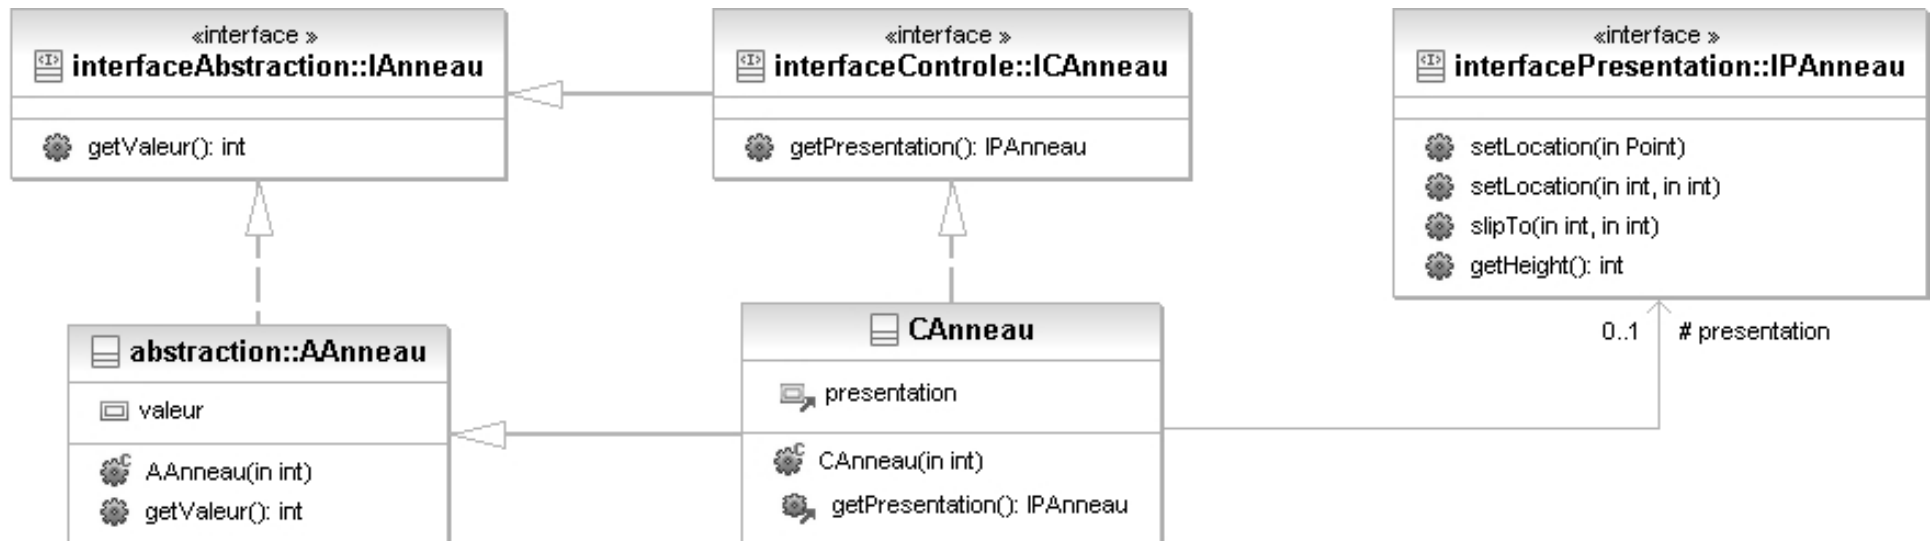 «interface »
interfaceAbstraction::IAnneau
getValeur(): int
«interface »
interfaceControle::ICAnneau
getPresentation(): IPAnneau
«interface »
interfacePresentation::IPAnneau
setLocation(in Point)
setLocation(in int, in int)
slipTo(in int, in int)
getHeight(): int
abstraction::AAnneau
valeur
AAnneau(in int)
getValeur(): int
CAnneau
presentation
CAnneau(in int)
getPresentation(): IPAnneau
0..1 # presentation